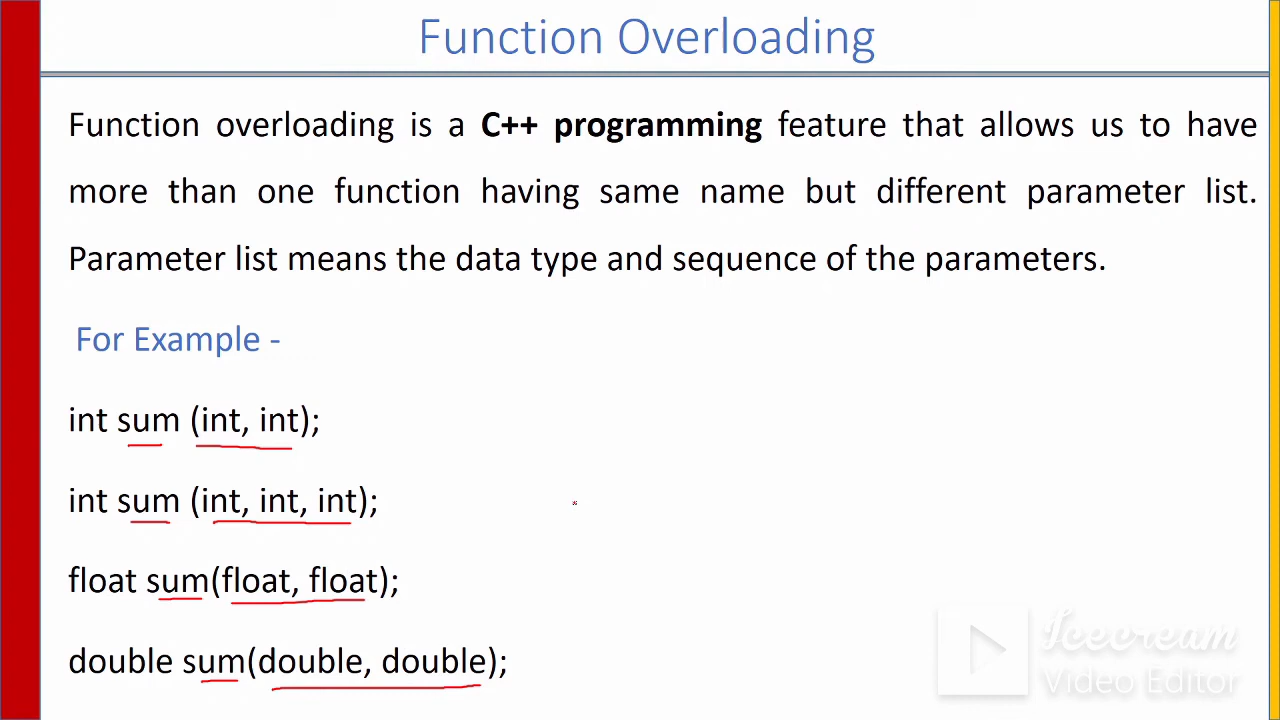 Function Overloading
Function overloading is a C++ programming feature that allows us to have
more than one function having same name but different parameter list.
Parameter list means the data type and sequence of the parameters.
For Example -
int sum (int, int);
int sum (int, int, int);
float sum(float, float);
double sum(double, double);
Icecream
Video Editor